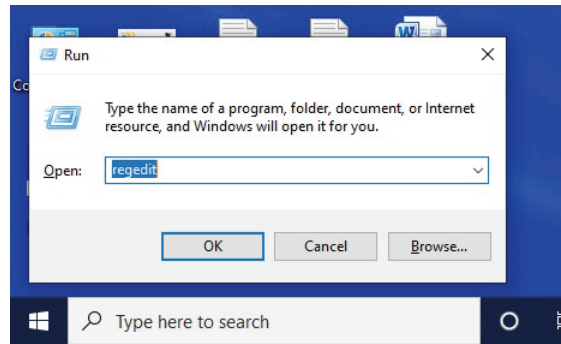 Run
Type the name of a program, folder, document, or Internet
resource, and Windows will open it for you.
Open:
regedit
OK
Cancel
Browse...
Type here to search